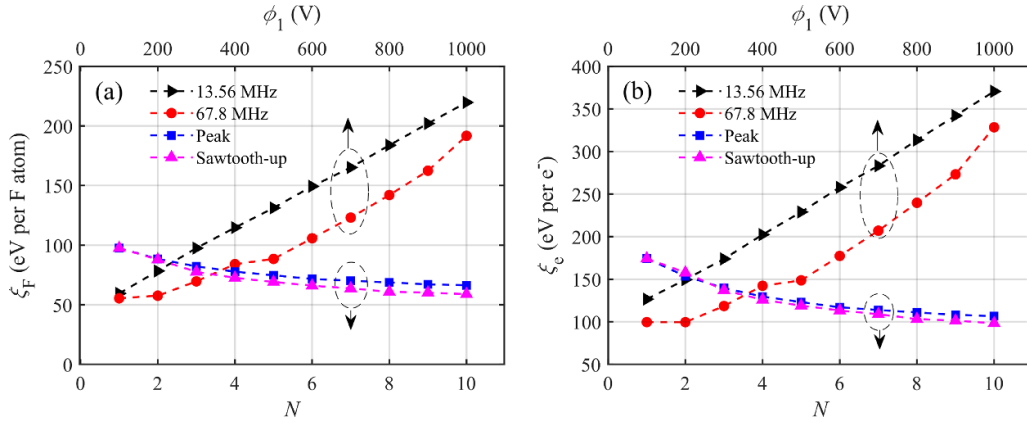 ϕ₁ (V)
0 200 400 600 800 1000
(a)
13.56 MHz
67.8 MHz
Peak
Sawtooth-up
ξ_F (eV per F atom)
250
200
150
100
50
0
0 2 4 6 8 10
N
ϕ₁ (V)
0 200 400 600 800 1000
(b)
13.56 MHz
67.8 MHz
Peak
Sawtooth-up
ξ_e (eV per e⁻)
400
350
300
250
200
150
100
50
0 2 4 6 8 10
N